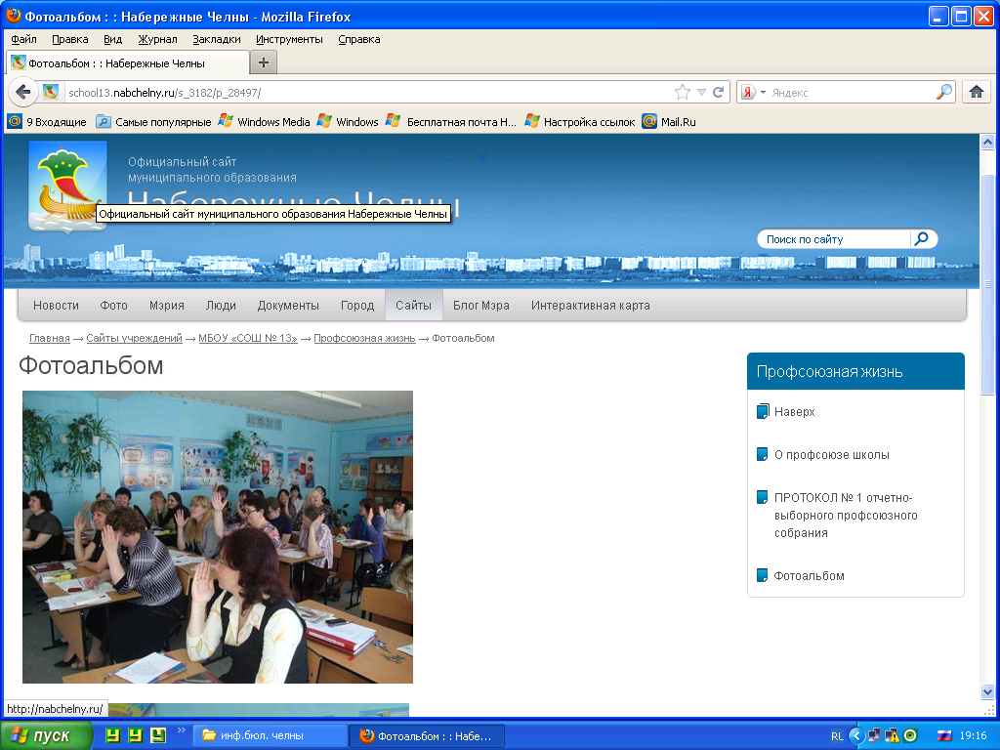 Фотоальбом : : Набережные Челны - Mozilla Firefox
Файл Правка Вид Журнал Закладки Инструменты Справка
Фотоальбом : : Набережные Челны
school13.nabchelny.ru/s_3182/p_28497/
Яндекс
9 Входящие Самые популярные Windows Media Windows Бесплатная почта H... Настройка ссылок Mail.Ru
Официальный сайт
муниципального образования
Набережные Челны
Официальный сайт муниципального образования Набережные Челны
Поиск по сайту
Новости Фото Мэрия Люди Документы Город Сайты Блог Мэра Интерактивная карта
Главная → Сайты учреждений → МБОУ «СОШ № 13» → Профсоюзная жизнь → Фотоальбом
Фотоальбом
Профсоюзная жизнь
Наверх
О профсоюзе школы
ПРОТОКОЛ № 1 отчетно-
выборного профсоюзного
собрания
Фотоальбом
http://nabchelny.ru/
пуск
инф.бюл. челны
Фотоальбом : : Набе...
RL
19:16